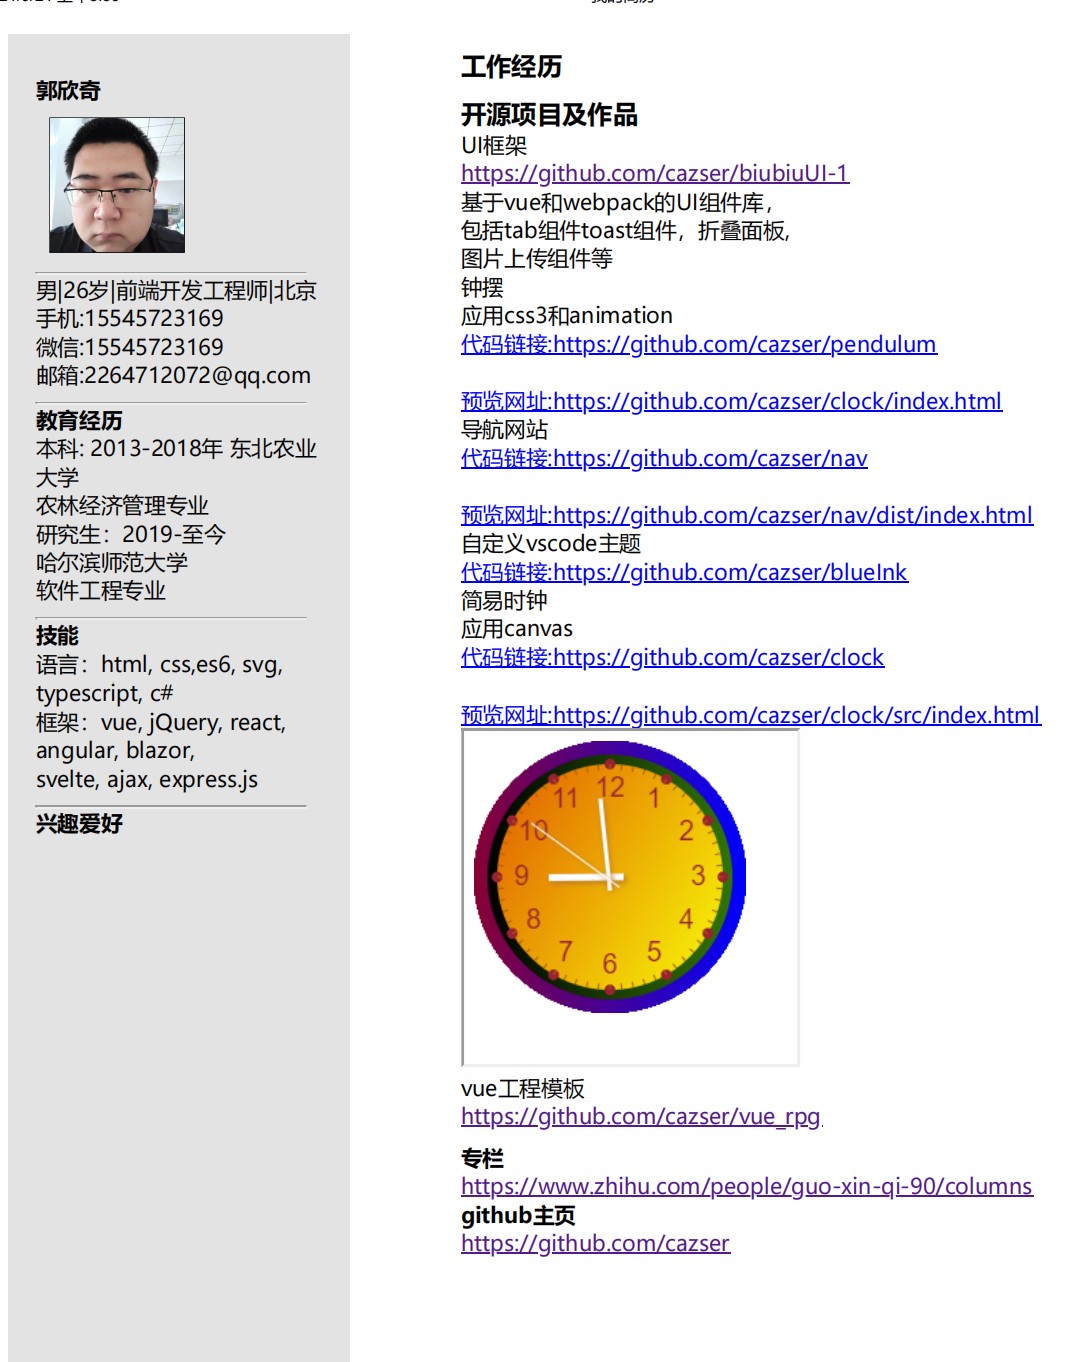 郭欣奇
男|26岁|前端开发工程师|北京
手机:15545723169
微信:15545723169
邮箱:2264712072@qq.com
教育经历
本科: 2013-2018年 东北农业
大学
农林经济管理专业
研究生：2019-至今
哈尔滨师范大学
软件工程专业
技能
语言：html, css,es6, svg,
typescript, c#
框架：vue, jQuery, react,
angular, blazor,
svelte, ajax, express.js
兴趣爱好
工作经历
开源项目及作品
UI框架
https://github.com/cazser/biubiuUI-1
基于vue和webpack的UI组件库，
包括tab组件toast组件，折叠面板,
图片上传组件等
钟摆
应用css3和animation
代码链接:https://github.com/cazser/pendulum
预览网址:https://github.com/cazser/clock/index.html
导航网站
代码链接:https://github.com/cazser/nav
预览网址:https://github.com/cazser/nav/dist/index.html
自定义vscode主题
代码链接:https://github.com/cazser/blueInk
简易时钟
应用canvas
代码链接:https://github.com/cazser/clock
预览网址:https://github.com/cazser/clock/src/index.html
12
1
2
3
4
5
6
7
8
9
10
11
vue工程模板
https://github.com/cazser/vue_rpg
专栏
https://www.zhihu.com/people/guo-xin-qi-90/columns
github主页
https://github.com/cazser